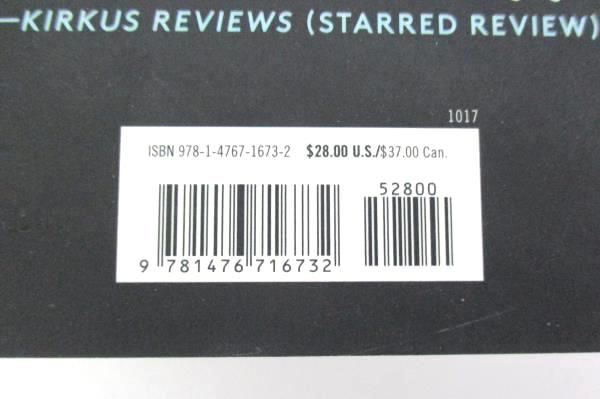 —KIRKUS REVIEWS (STARRED REVIEW)
1017
ISBN 978-1-4767-1673-2 $28.00 U.S./$37.00 Can.
52800
9 781476 716732